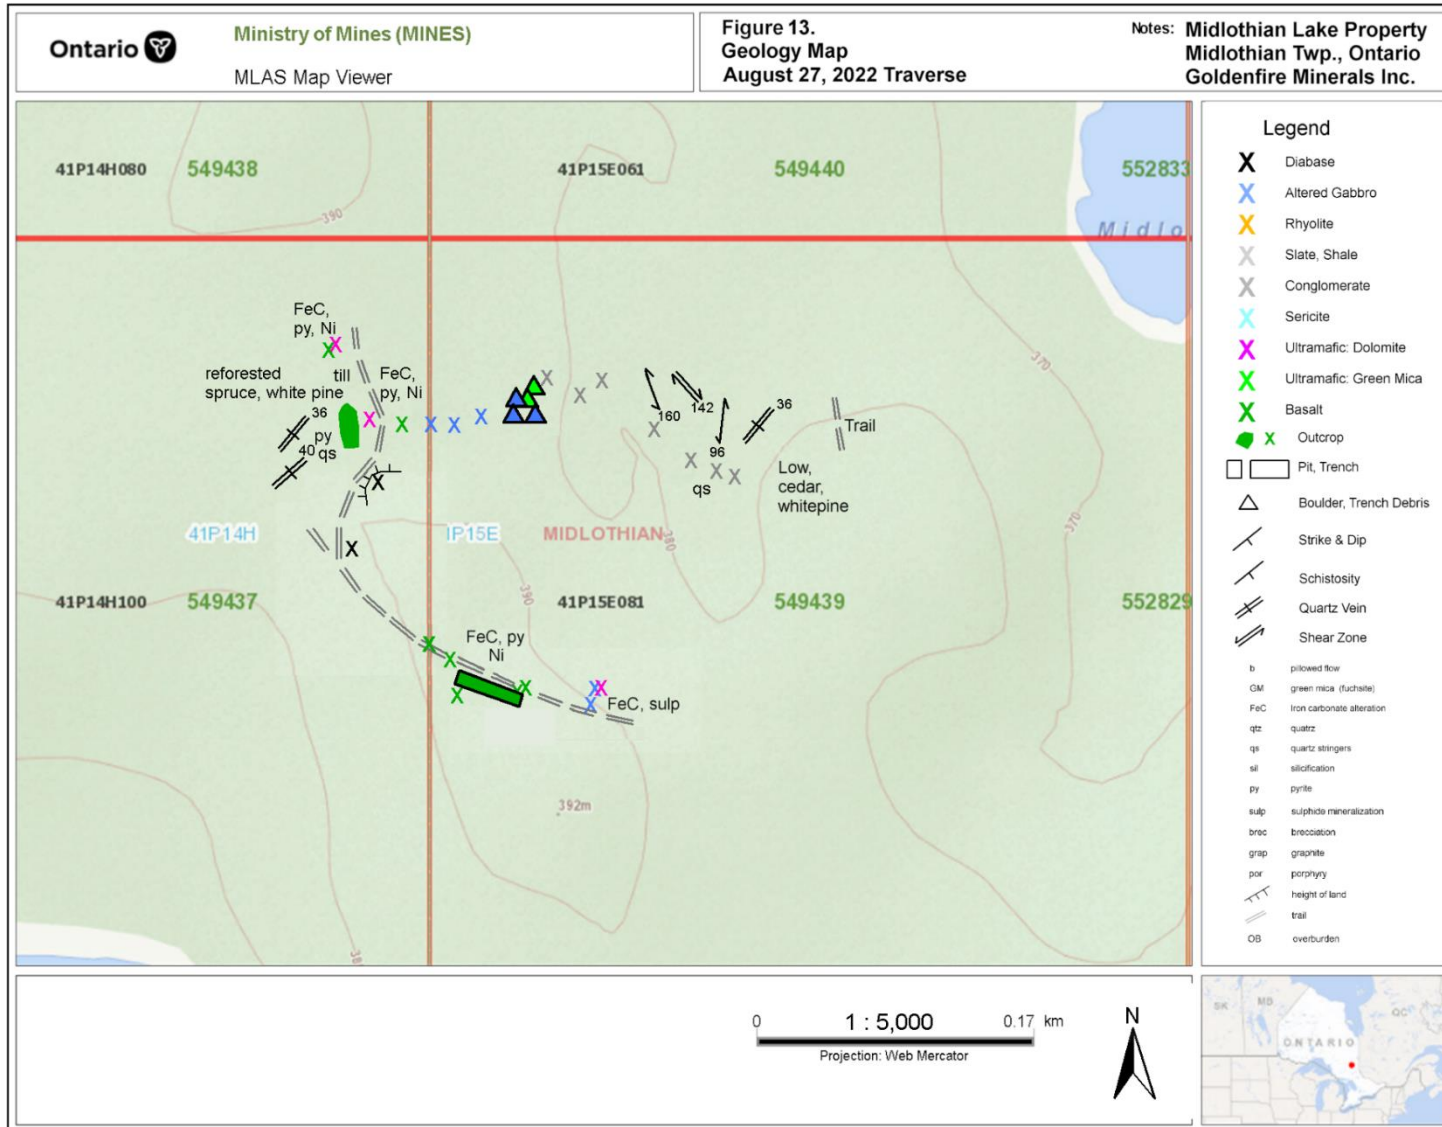 Ontario
Ministry of Mines (MINES)
MLAS Map Viewer
Figure 13.
Geology Map
August 27, 2022 Traverse
Notes: Midlothian Lake Property
Midlothian Twp., Ontario
Goldenfire Minerals Inc.
41P14H080
549438
41P15E061
549440
552833
390
Midlo
FeC,
py, Ni
reforested
spruce, white pine
till
FeC,
py, Ni
36
py
40
qs
160
142
96
36
qs
Trail
Low,
cedar,
whitepine
370
370
380
41P14H
IP15E
MIDLOTHIAN
41P14H100
549437
390
41P15E081
549439
552829
FeC, py
Ni
FeC, sulp
392m
38
Legend
Diabase
Altered Gabbro
Rhyolite
Slate, Shale
Conglomerate
Sericite
Ultramafic: Dolomite
Ultramafic: Green Mica
Basalt
Outcrop
Pit, Trench
Boulder, Trench Debris
Strike & Dip
Schistosity
Quartz Vein
Shear Zone
b pillowed flow
GM green mica (fuchsite)
FeC Iron carbonate alteration
qtz quatrz
qs quartz stringers
sil silicification
py pyrite
sulp sulphide mineralization
brec brecciation
grap graphite
por porphyry
height of land
trail
OB overburden
0 1 : 5,000 0.17 km
Projection: Web Mercator
N
SK
MB
ONTARIO
QC